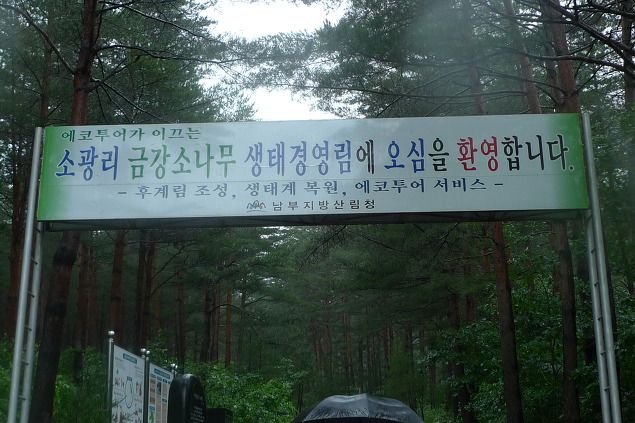 에코투어가 이끄는
소광리 금강소나무 생태경영림에 오심을 환영합니다.
- 후계림 조성, 생태계 복원, 에코투어 서비스 -
남부지방산림청